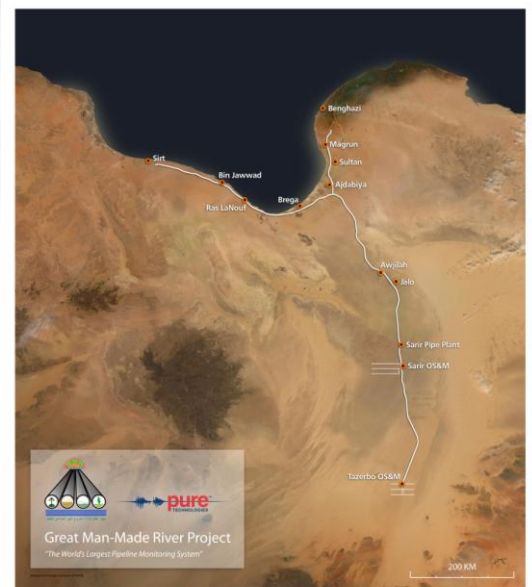 Benghazi
Magrun
Sultan
Sirt
Bin Jawwad
Ajdabiya
Ras LaNouf
Brega
Awjilah
Jalo
Sarir Pipe Plant
Sarir OS&M
Tazerbo OS&M
pure
TECHNOLOGIES
Great Man-Made River Project
"The World's Largest Pipeline Monitoring System"
200 KM